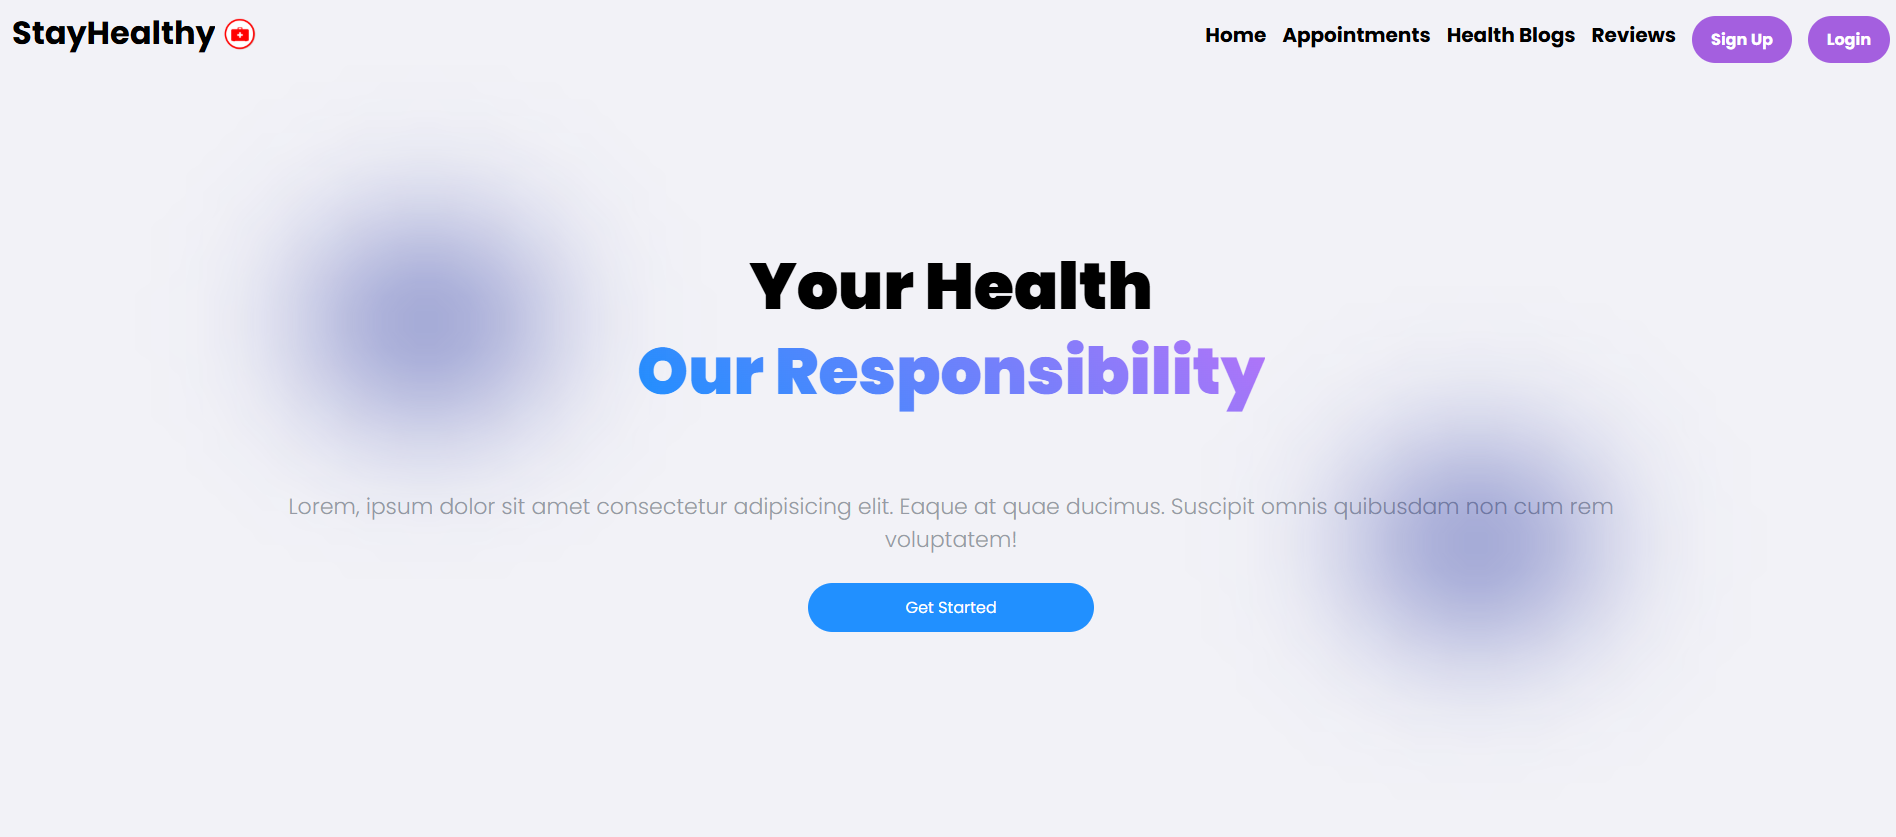 StayHealthy
Home Appointments Health Blogs Reviews Sign Up Login
Your Health
Our Responsibility
Lorem, ipsum dolor sit amet consectetur adipisicing elit. Eaque at quae ducimus. Suscipit omnis quibusdam non cum rem
voluptatem!
Get Started